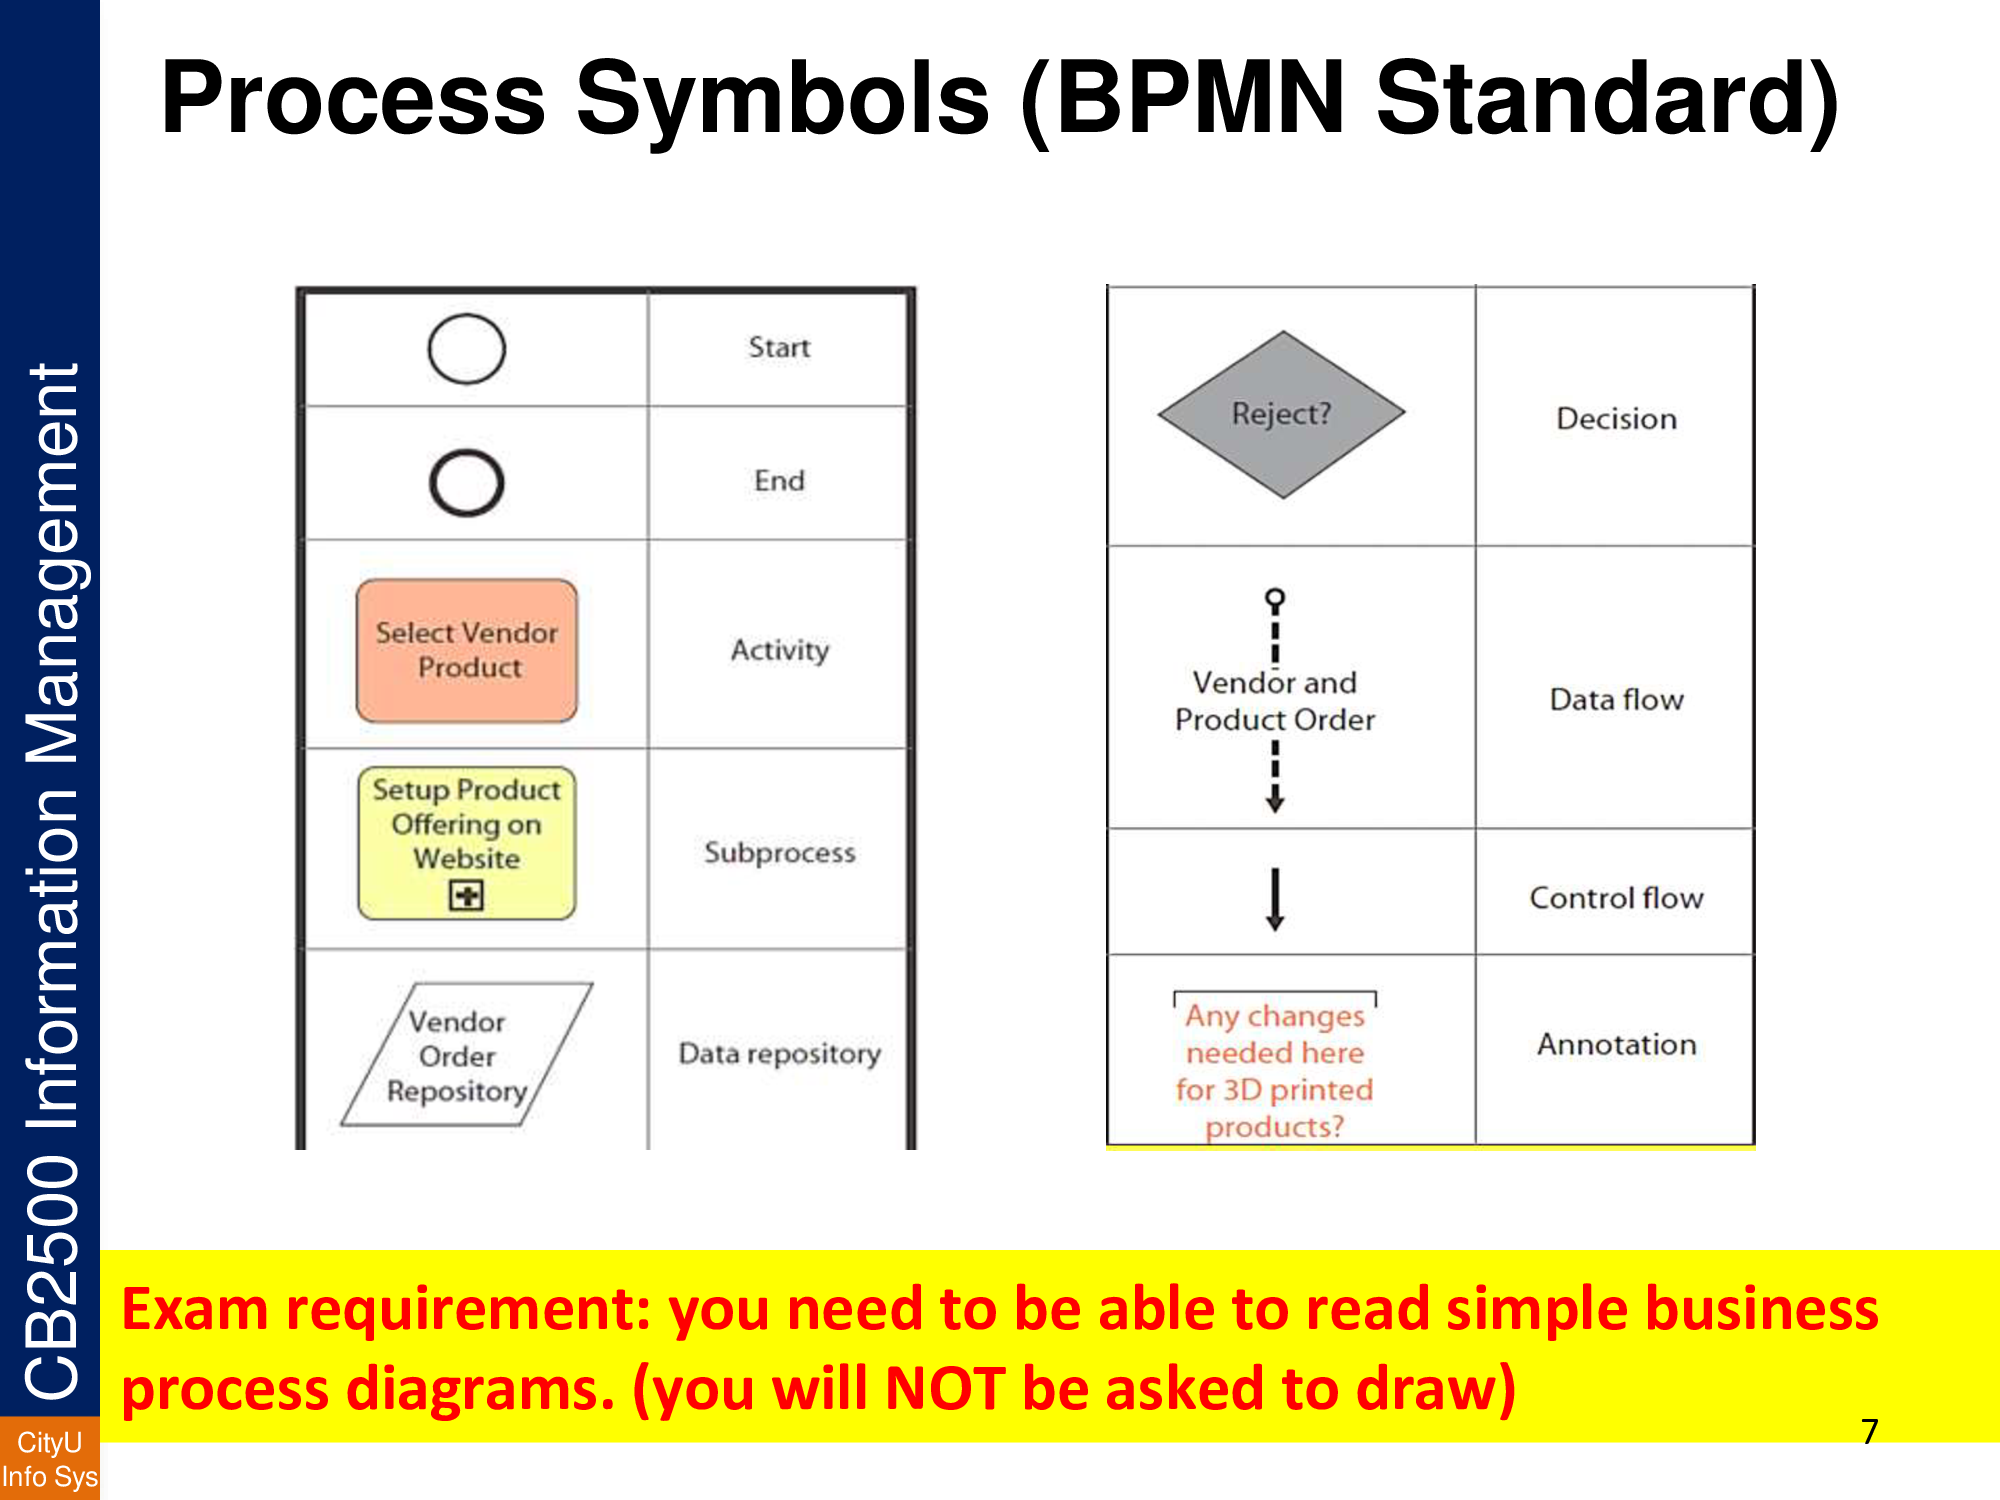 Process Symbols (BPMN Standard)
Start
End
Select Vendor
Product
Activity
Setup Product
Offering on
Website
Subprocess
Vendor
Order
Repository
Data repository
Reject?
Decision
Vendor and
Product Order
Data flow
Control flow
Any changes
needed here
for 3D printed
products?
Annotation
Exam requirement: you need to be able to read simple business
process diagrams. (you will NOT be asked to draw)
7
CB2500 Information Management
CityU
Info Sys